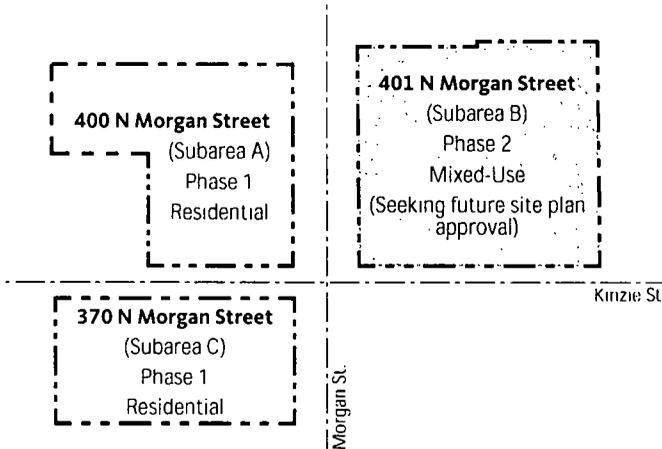 400 N Morgan Street
(Subarea A)
Phase 1
Residential
401 N Morgan Street
(Subarea B)
Phase 2
Mixed-Use
(Seeking future site plan
approval)
Kinzie St
370 N Morgan Street
(Subarea C)
Phase 1
Residential
Morgan St.